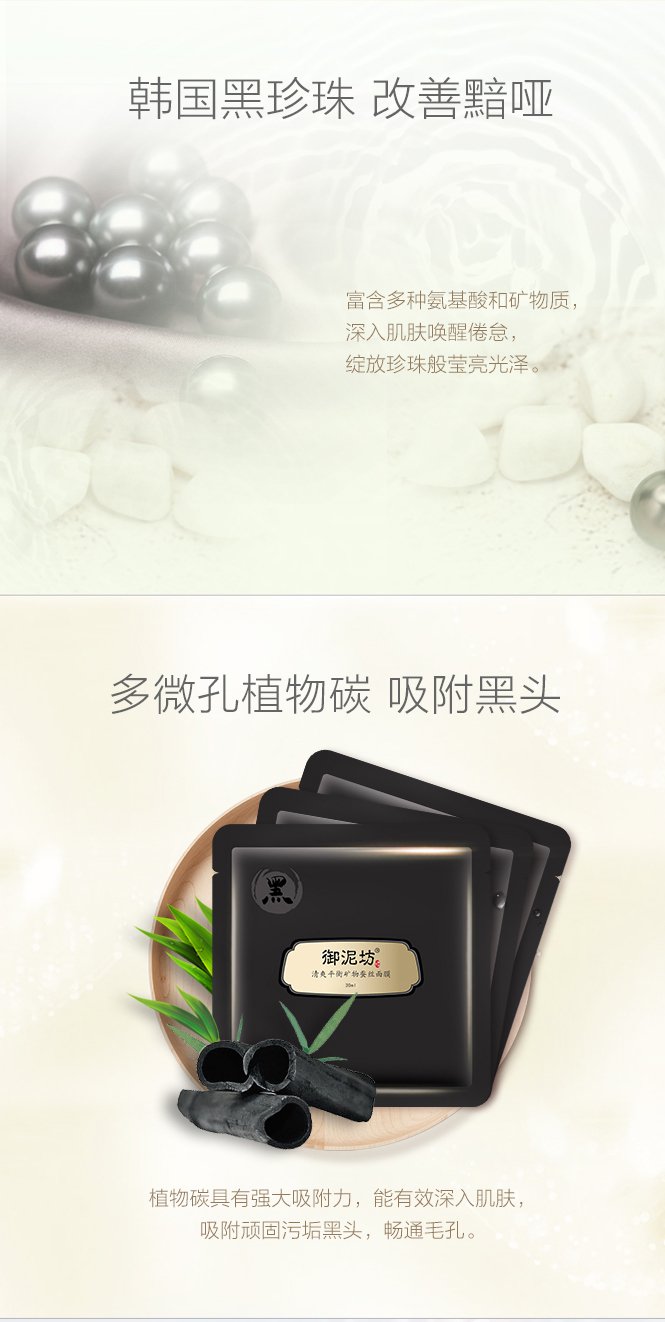 韩国黑珍珠 改善黯哑
富含多种氨基酸和矿物质，
深入肌肤唤醒倦怠，
绽放珍珠般莹亮光泽。
多微孔植物碳 吸附黑头
黑
御泥坊®
清爽平衡矿物蚕丝面膜
20ml
植物碳具有强大吸附力，能有效深入肌肤，
吸附顽固污垢黑头，畅通毛孔。